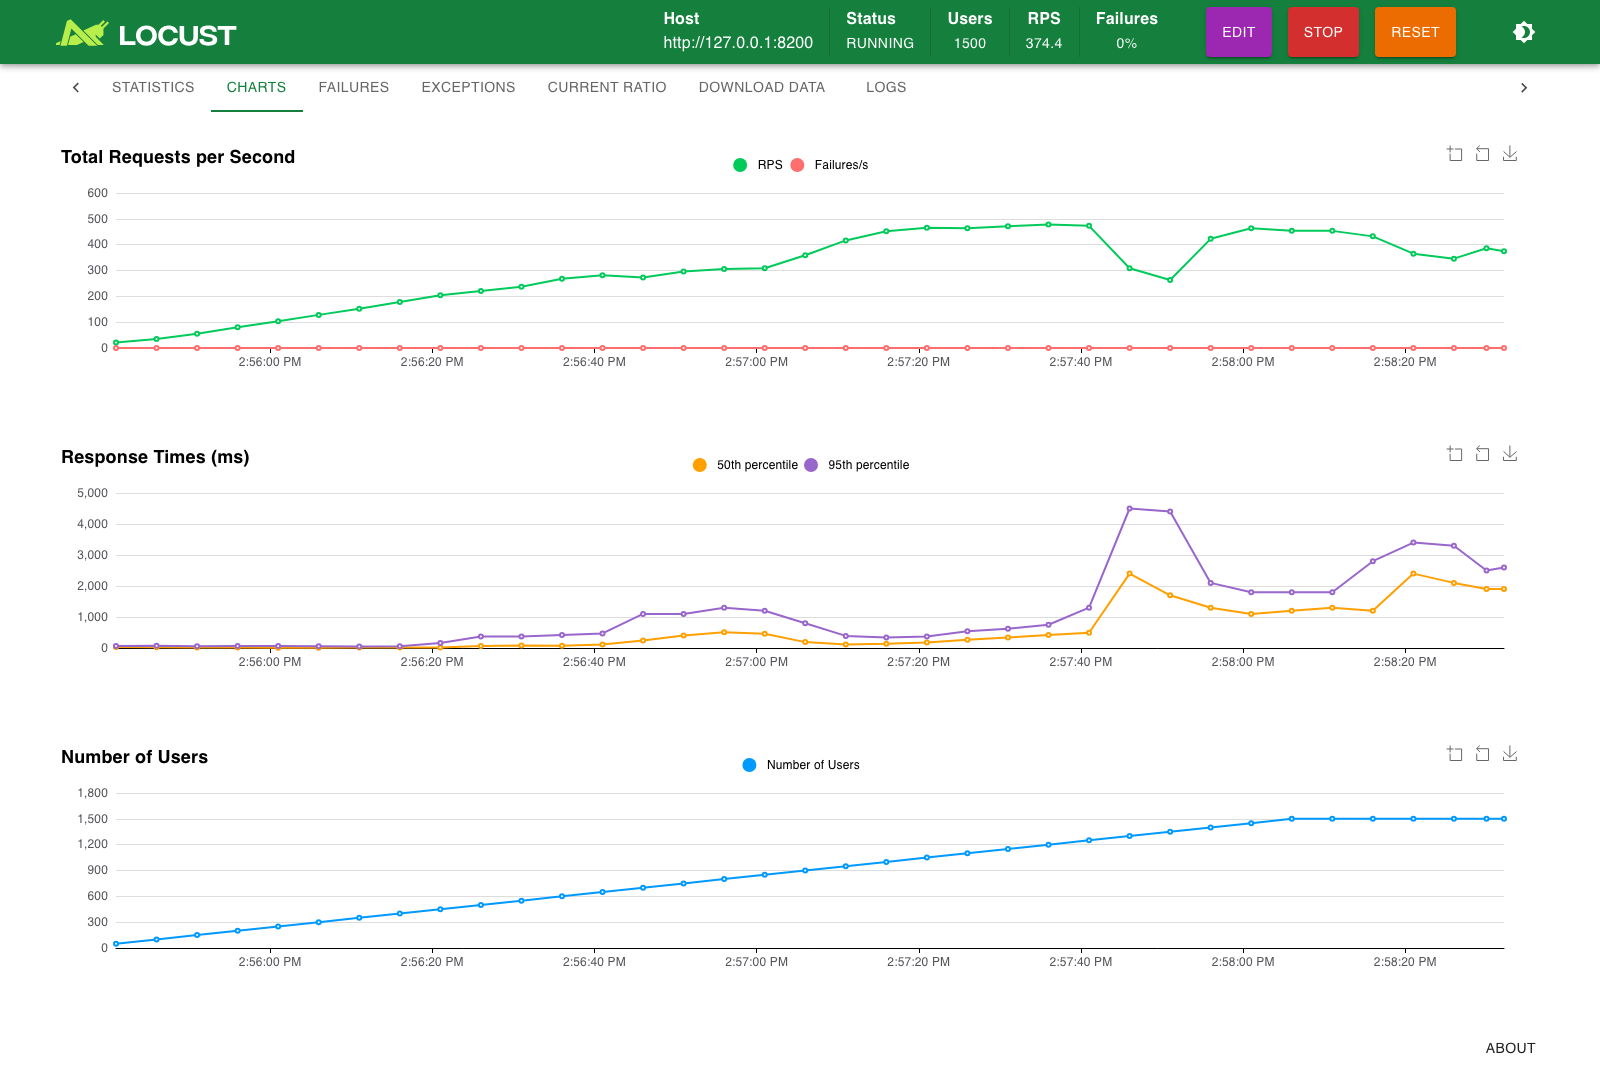 LOCUST
Host
http://127.0.0.1:8200
Status
RUNNING
Users
1500
RPS
374.4
Failures
0%
EDIT
STOP
RESET
STATISTICS
CHARTS
FAILURES
EXCEPTIONS
CURRENT RATIO
DOWNLOAD DATA
LOGS
Total Requests per Second
RPS
Failures/s
600
500
400
300
200
100
0
2:56:00 PM
2:56:20 PM
2:56:40 PM
2:57:00 PM
2:57:20 PM
2:57:40 PM
2:58:00 PM
2:58:20 PM
Response Times (ms)
50th percentile
95th percentile
5,000
4,000
3,000
2,000
1,000
0
2:56:00 PM
2:56:20 PM
2:56:40 PM
2:57:00 PM
2:57:20 PM
2:57:40 PM
2:58:00 PM
2:58:20 PM
Number of Users
Number of Users
1,800
1,500
1,200
900
600
300
0
2:56:00 PM
2:56:20 PM
2:56:40 PM
2:57:00 PM
2:57:20 PM
2:57:40 PM
2:58:00 PM
2:58:20 PM
ABOUT